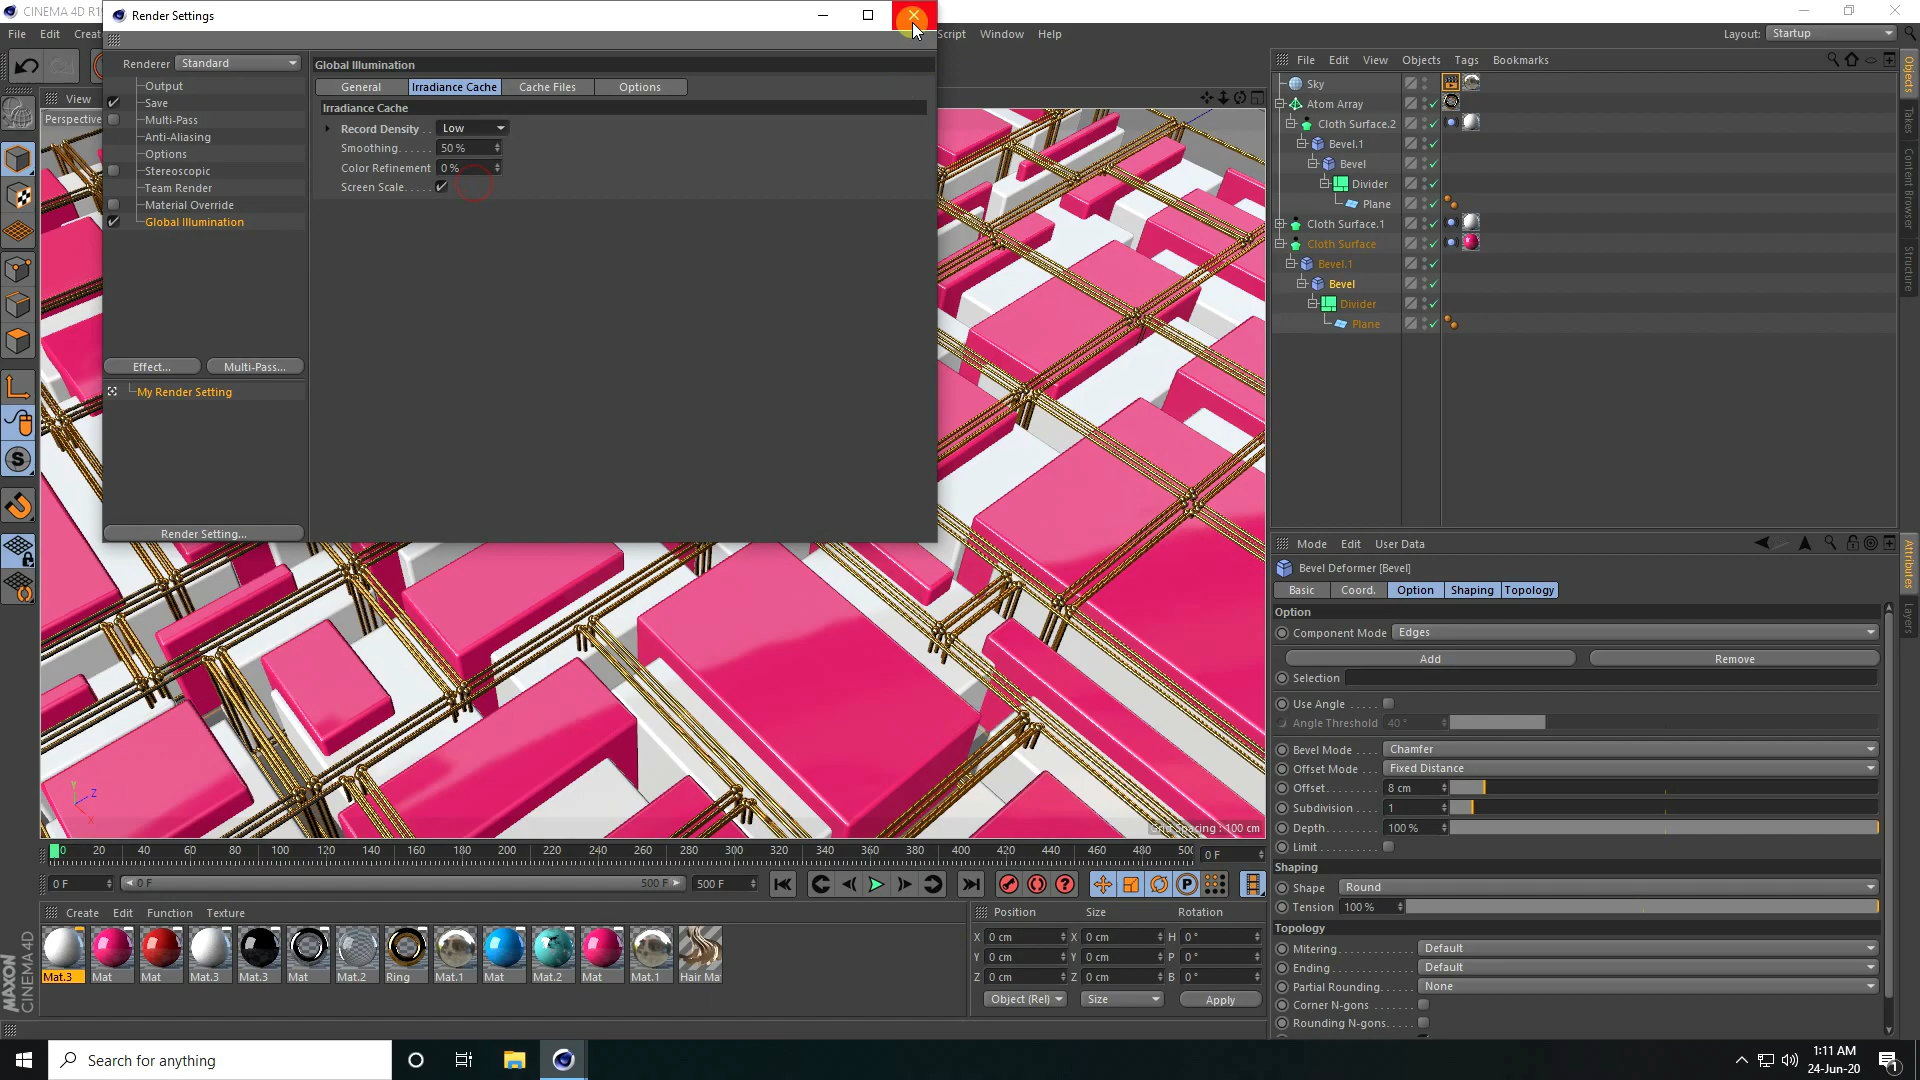 CINEMA 4D R19
Render Settings
File Edit Creat
Script Window Help
Layout: Startup
Renderer Standard
Output
Save
Multi-Pass
Anti-Aliasing
Options
Stereoscopic
Team Render
Material Override
Global Illumination
Effect... Multi-Pass...
My Render Setting
Render Setting...
Global Illumination
General Irradiance Cache Cache Files Options
Irradiance Cache
Record Density . . Low
Smoothing. . . . . . 50 %
Color Refinement 0 %
Screen Scale. . . . .
View
Perspective
Grid Spacing : 100 cm
Y
Z
X
File Edit View Objects Tags Bookmarks
Sky
Atom Array
Cloth Surface.2
Bevel.1
Bevel
Divider
Plane
Cloth Surface.1
Cloth Surface
Bevel.1
Bevel
Divider
Plane
Objects
Takes
Content Browser
Structure
Mode Edit User Data
Bevel Deformer [Bevel]
Basic Coord. Option Shaping Topology
Option
Component Mode Edges
Add Remove
Selection
Use Angle . . . . .
Angle Threshold 40 °
Bevel Mode . . . . Chamfer
Offset Mode . . . Fixed Distance
Offset. . . . . . . . 8 cm
Subdivision . . . . 1
Depth. . . . . . . . 100 %
Limit . . . . . . . . .
Shaping
Shape Round
Tension 100 %
Topology
Mitering. . . . . . . . . . Default
Ending. . . . . . . . . . . Default
Partial Rounding. . . . . None
Corner N-gons . . . . . .
Rounding N-gons. . . . .
Attributes
Layers
0 20 40 60 80 100 120 140 160 180 200 220 240 260 280 300 320 340 360 380 400 420 440 460 480 500 0 F
0 F 0 F 500 F 500 F
Create Edit Function Texture
Mat.3 Mat Mat Mat.3 Mat.3 Mat Mat.2 Ring Mat.1 Mat Mat.2 Mat Mat.1 Hair Ma
Position Size Rotation
X 0 cm X 0 cm H 0 °
Y 0 cm Y 0 cm P 0 °
Z 0 cm Z 0 cm B 0 °
Object (Rel) Size Apply
MAXON
CINEMA 4D
Search for anything
1:11 AM
24-Jun-20
1